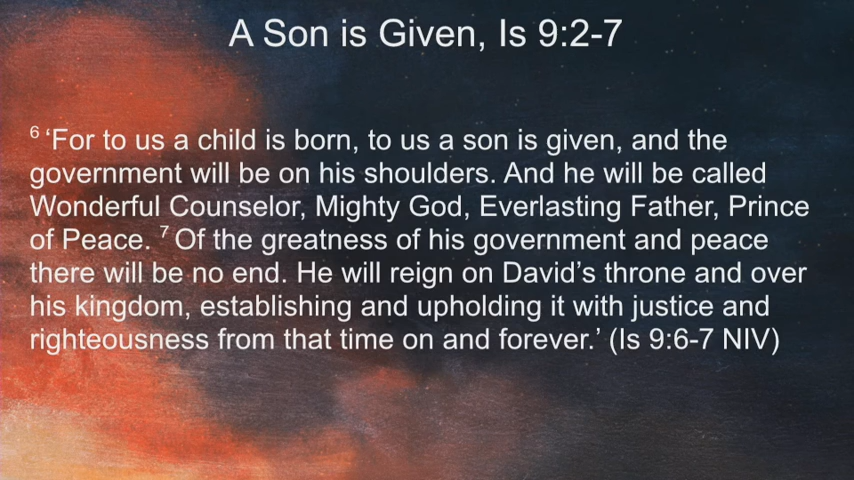 A Son is Given, Is 9:2-7
⁶ ‘For to us a child is born, to us a son is given, and the
government will be on his shoulders. And he will be called
Wonderful Counselor, Mighty God, Everlasting Father, Prince
of Peace. ⁷ Of the greatness of his government and peace
there will be no end. He will reign on David’s throne and over
his kingdom, establishing and upholding it with justice and
righteousness from that time on and forever.’ (Is 9:6-7 NIV)